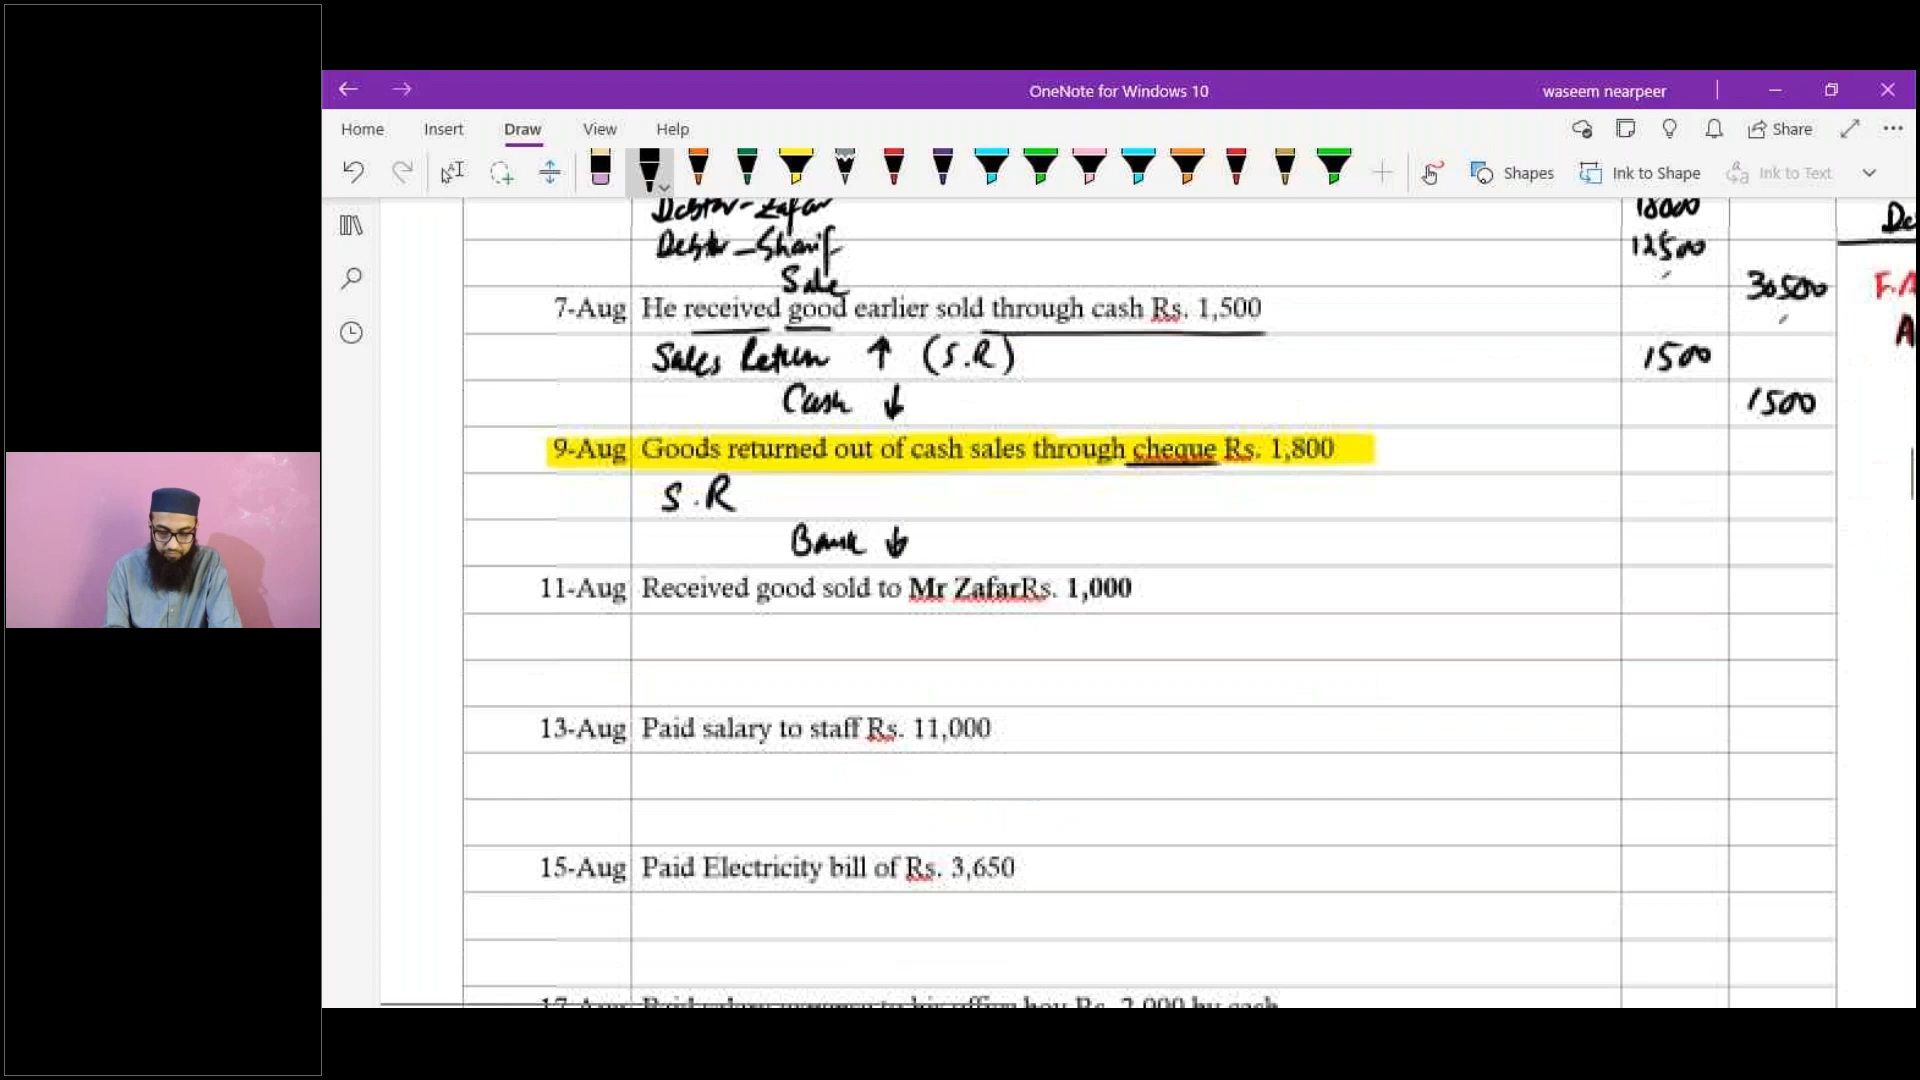 OneNote for Windows 10
waseem nearpeer
Home Insert Draw View Help
Share
Shapes Ink to Shape Ink to Text
Debtor - Zafar 18000
Debtor - Sharif 12500
Sale 30500
7-Aug He received good earlier sold through cash Rs. 1,500
Sales Return ↑ (S.R) 1500
Cash ↓ 1500
9-Aug Goods returned out of cash sales through cheque Rs. 1,800
S.R
Bank ↓
11-Aug Received good sold to Mr ZafarRs. 1,000
13-Aug Paid salary to staff Rs. 11,000
15-Aug Paid Electricity bill of Rs. 3,650